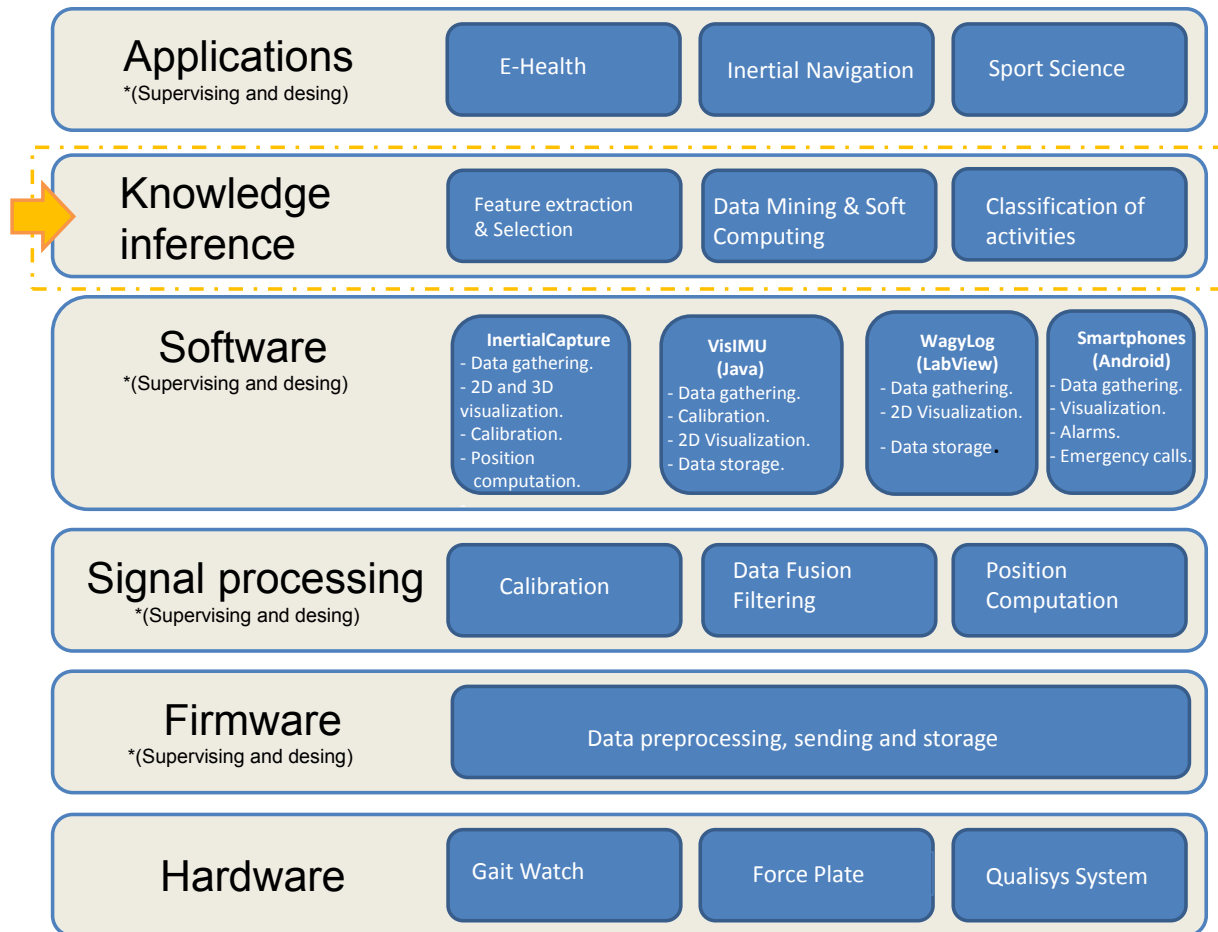 Applications
*(Supervising and desing)
E-Health
Inertial Navigation
Sport Science
Knowledge
inference
Feature extraction
& Selection
Data Mining & Soft
Computing
Classification of
activities
Software
*(Supervising and desing)
InertialCapture
- Data gathering.
- 2D and 3D
visualization.
- Calibration.
- Position
computation.
VisIMU
(Java)
- Data gathering.
- Calibration.
- 2D Visualization.
- Data storage.
WagyLog
(LabView)
- Data gathering.
- 2D Visualization.
- Data storage.
Smartphones
(Android)
- Data gathering.
- Visualization.
- Alarms.
- Emergency calls.
Signal processing
*(Supervising and desing)
Calibration
Data Fusion
Filtering
Position
Computation
Firmware
*(Supervising and desing)
Data preprocessing, sending and storage
Hardware
Gait Watch
Force Plate
Qualisys System